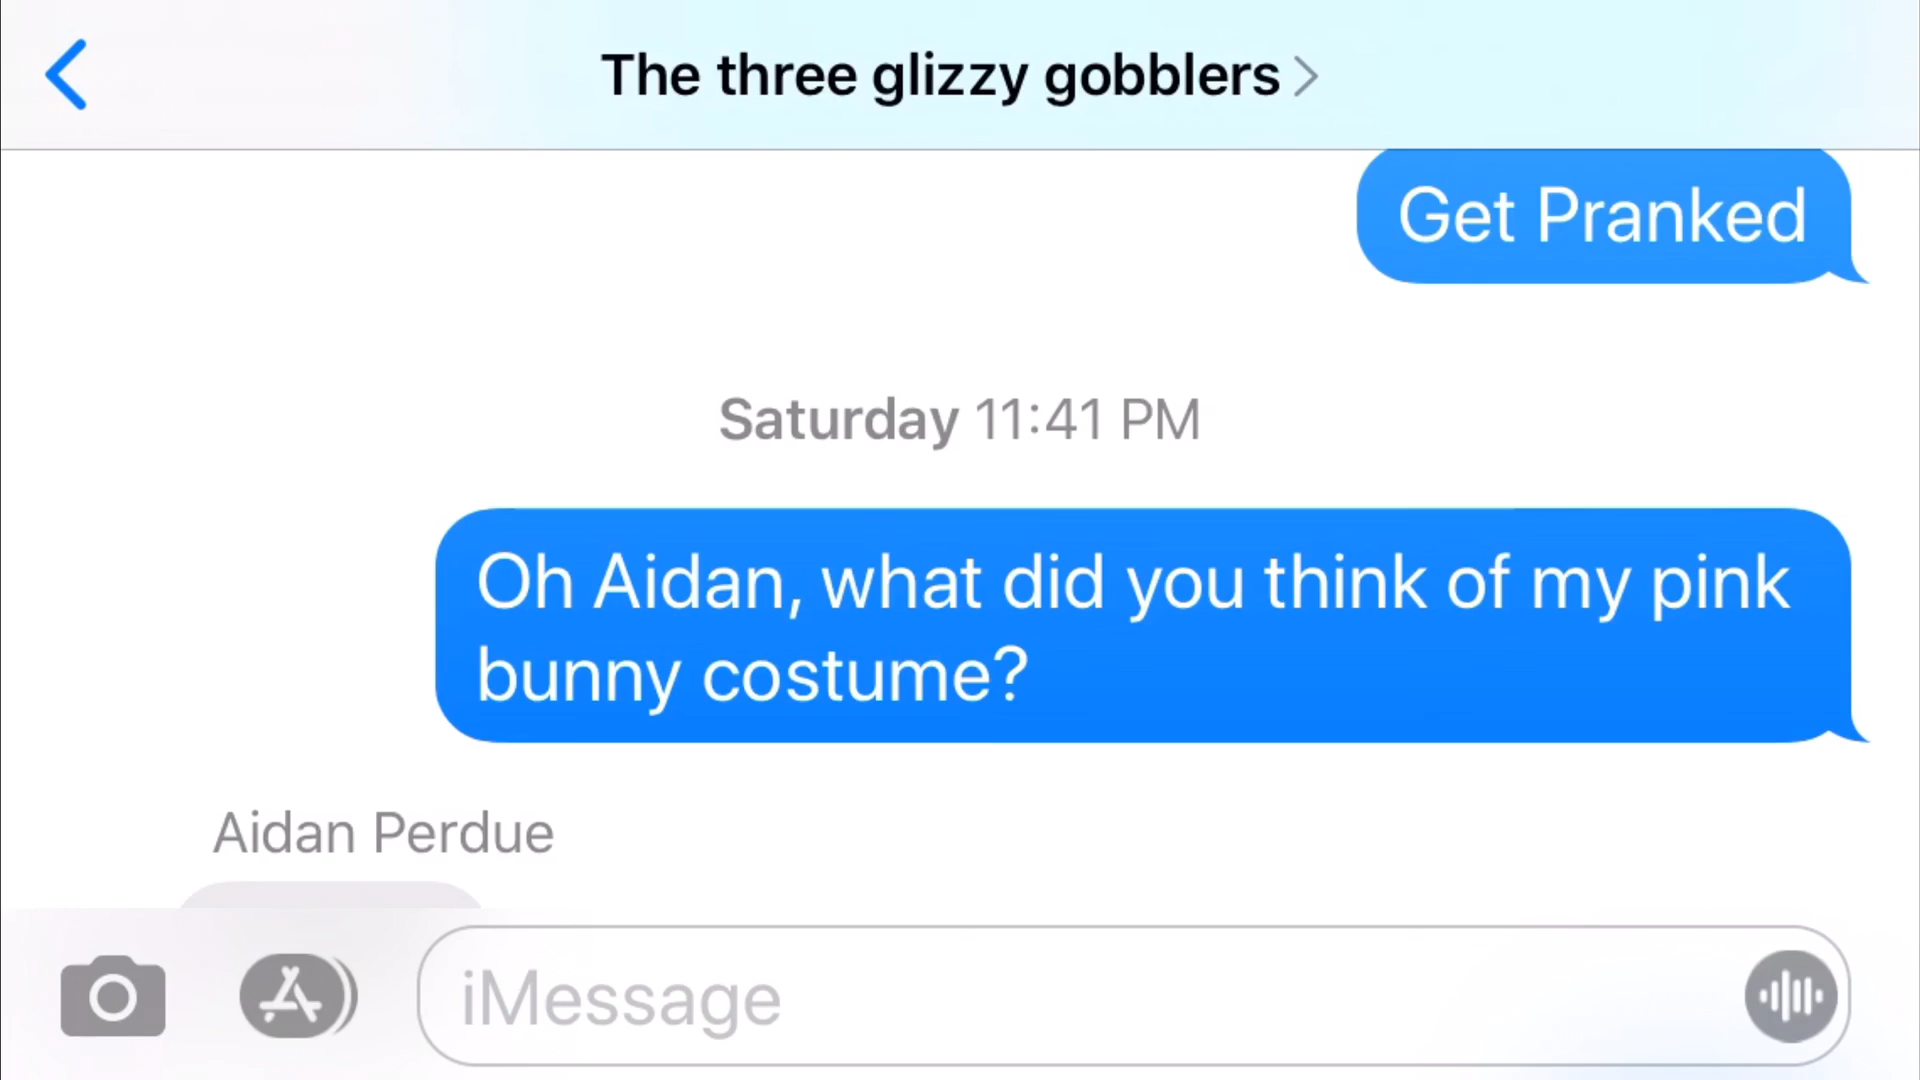 The three glizzy gobblers
Get Pranked
Saturday 11:41 PM
Oh Aidan, what did you think of my pink
bunny costume?
Aidan Perdue
iMessage